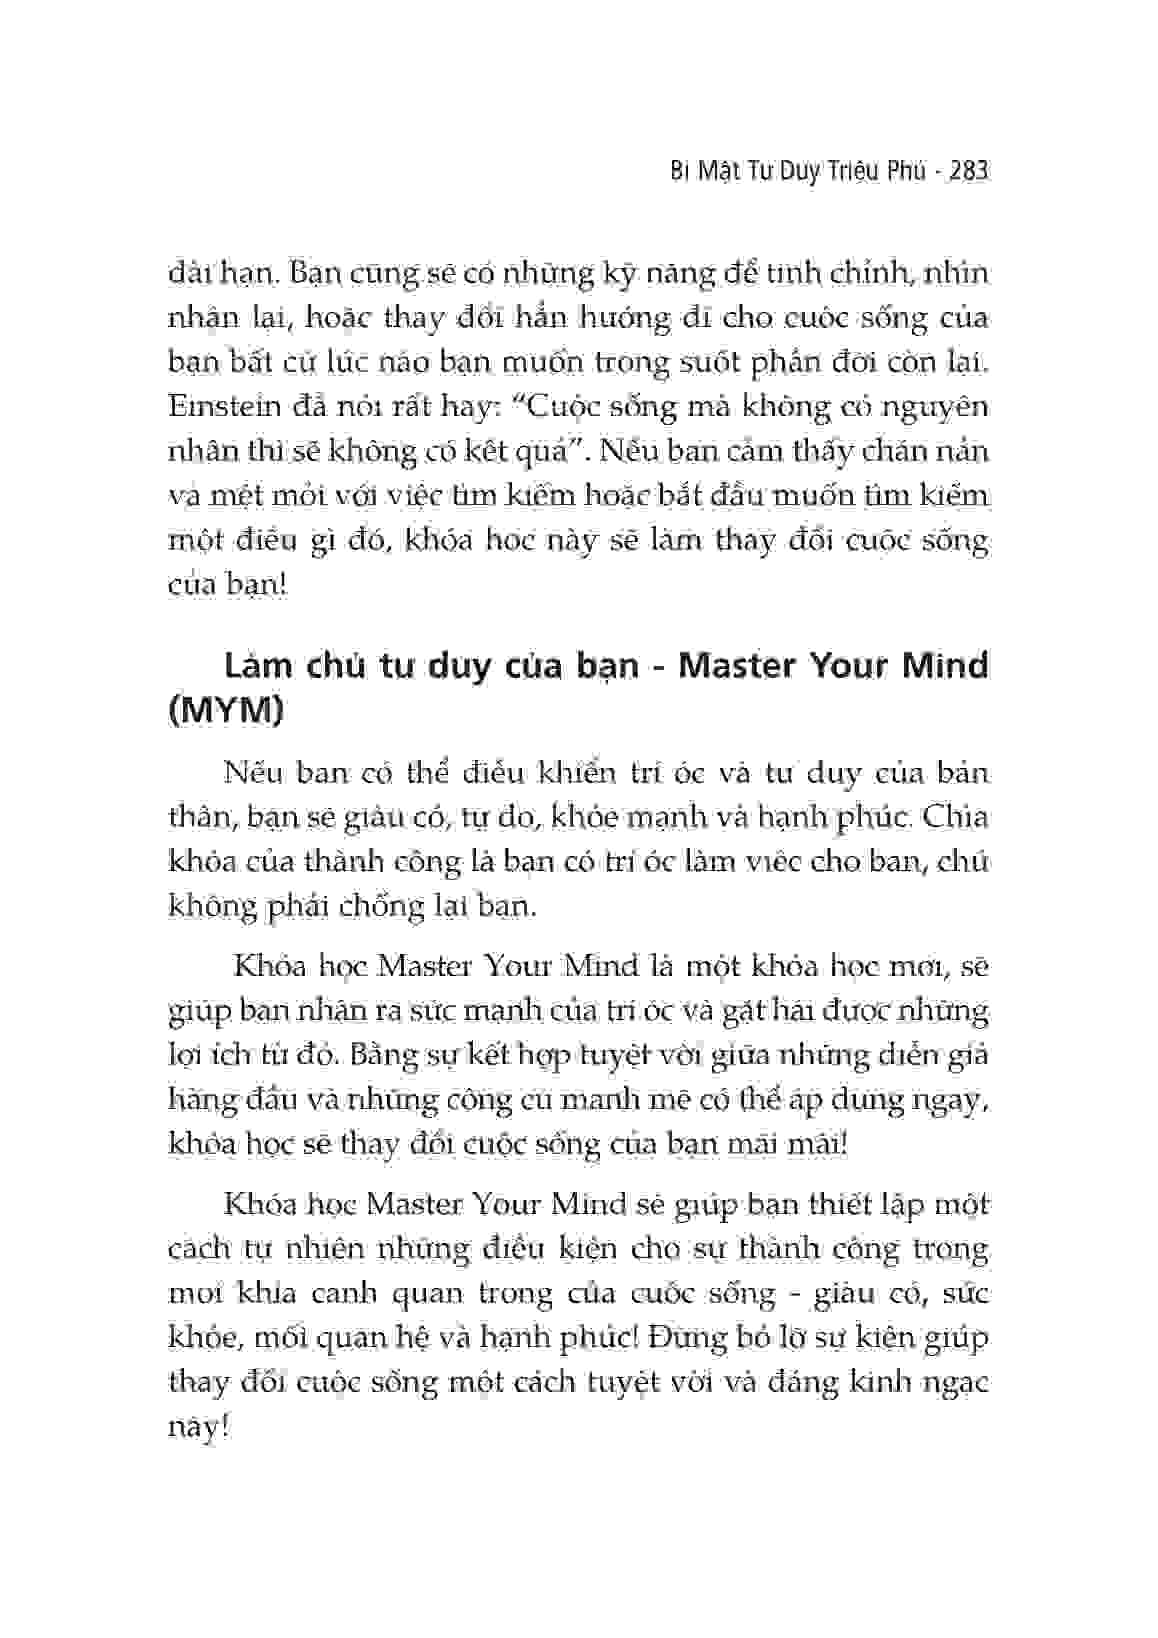 Bí Mật Tư Duy Triệu Phú - 283
dài hạn. Bạn cũng sẽ có những kỹ năng để tinh chỉnh, nhìn
nhận lại, hoặc thay đổi hẳn hướng đi cho cuộc sống của
bạn bất cứ lúc nào bạn muốn trong suốt phần đời còn lại.
Einstein đã nói rất hay: “Cuộc sống mà không có nguyên
nhân thì sẽ không có kết quả”. Nếu bạn cảm thấy chán nản
và mệt mỏi với việc tìm kiếm hoặc bắt đầu muốn tìm kiếm
một điều gì đó, khóa học này sẽ làm thay đổi cuộc sống
của bạn!
Làm chủ tư duy của bạn - Master Your Mind
(MYM)
Nếu bạn có thể điều khiển trí óc và tư duy của bản
thân, bạn sẽ giàu có, tự do, khỏe mạnh và hạnh phúc. Chìa
khóa của thành công là bạn có trí óc làm việc cho bạn, chứ
không phải chống lại bạn.
Khóa học Master Your Mind là một khóa học mới, sẽ
giúp bạn nhận ra sức mạnh của trí óc và gặt hái được những
lợi ích từ đó. Bằng sự kết hợp tuyệt vời giữa những diễn giả
hàng đầu và những công cụ mạnh mẽ có thể áp dụng ngay,
khóa học sẽ thay đổi cuộc sống của bạn mãi mãi!
Khóa học Master Your Mind sẽ giúp bạn thiết lập một
cách tự nhiên những điều kiện cho sự thành công trong
mọi khía cạnh quan trọng của cuộc sống - giàu có, sức
khỏe, mối quan hệ và hạnh phúc! Đừng bỏ lỡ sự kiện giúp
thay đổi cuộc sống một cách tuyệt vời và đáng kinh ngạc
này!